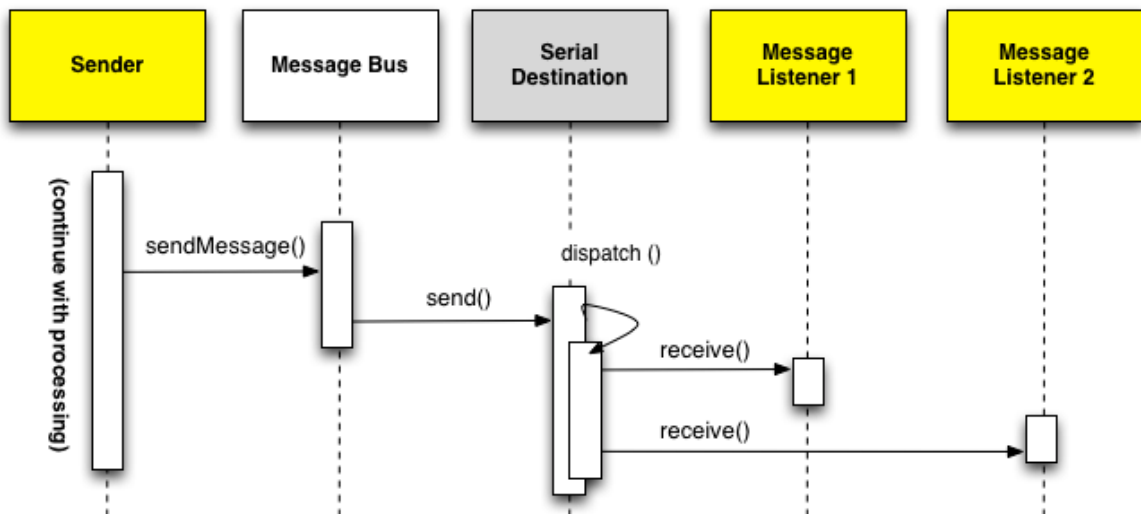 Sender
Message Bus
Serial
Destination
Message
Listener 1
Message
Listener 2
(continue with processing)
sendMessage()
dispatch ()
send()
receive()
receive()